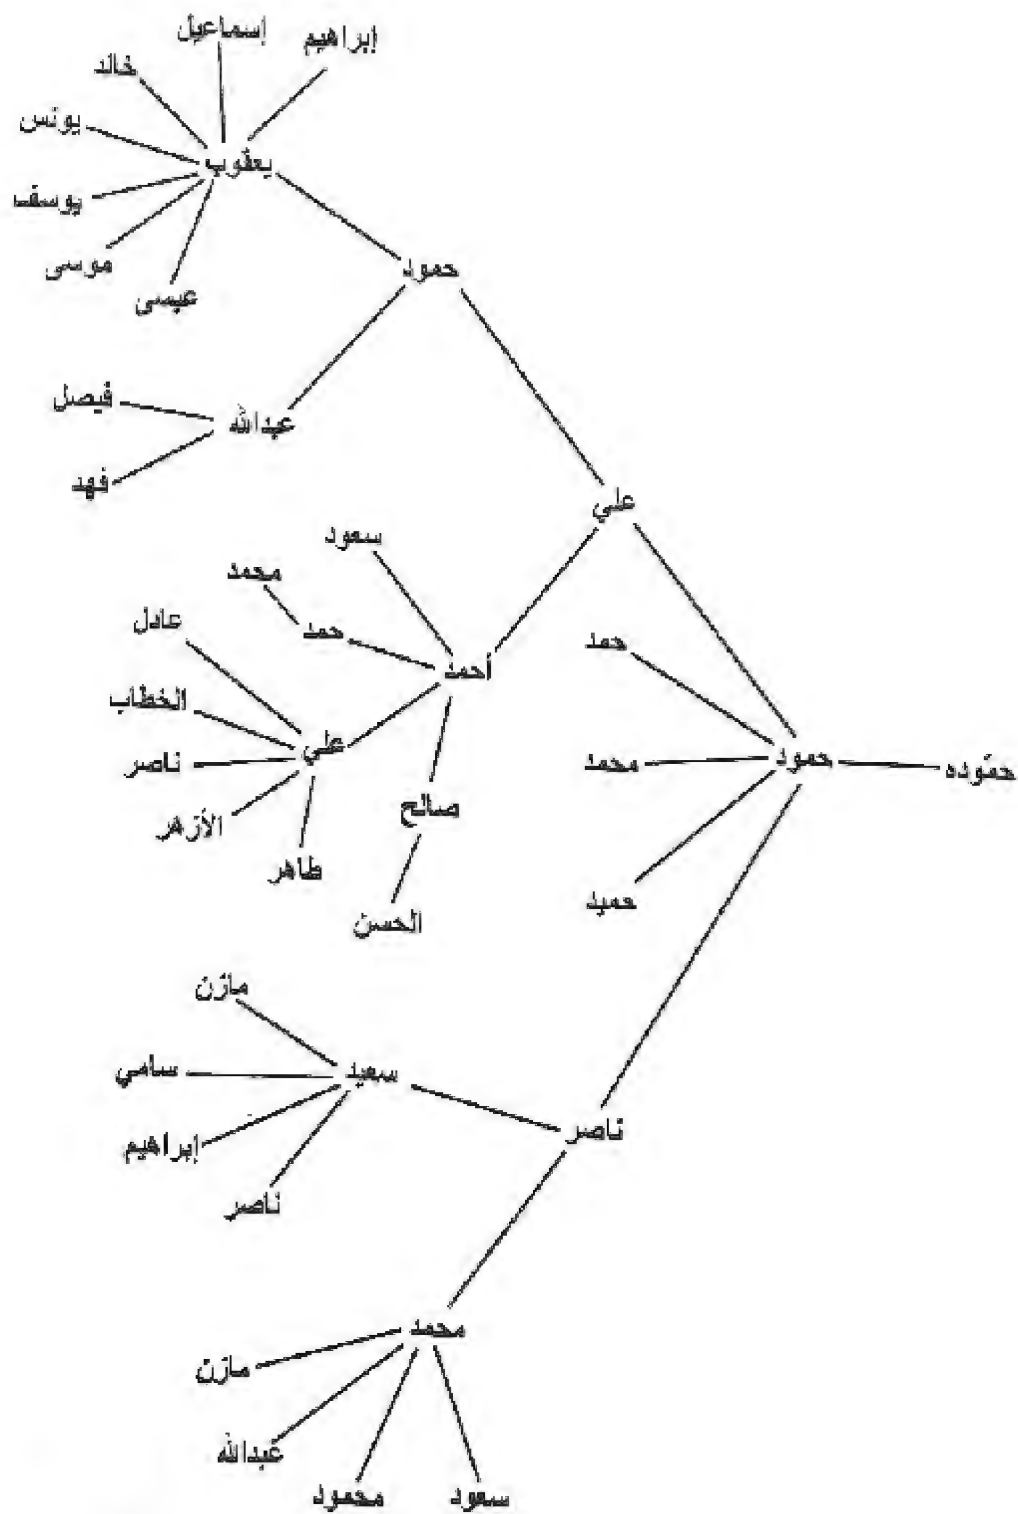 إبراهيم
إسماعيل
خالد
يونس
يعقوب
يوسف
موسى
عيسى
حمود
فيصل
عبدالله
فهد
علي
سعود
محمد
حمد
عادل
أحمد
حمد
الخطاب
علي
ناصر
حمّوده
حمود
محمد
الأزهر
صالح
طاهر
حميد
الحسن
مازن
سعيد
سامي
ناصر
إبراهيم
ناصر
محمد
مازن
عبدالله
محمود
سعود